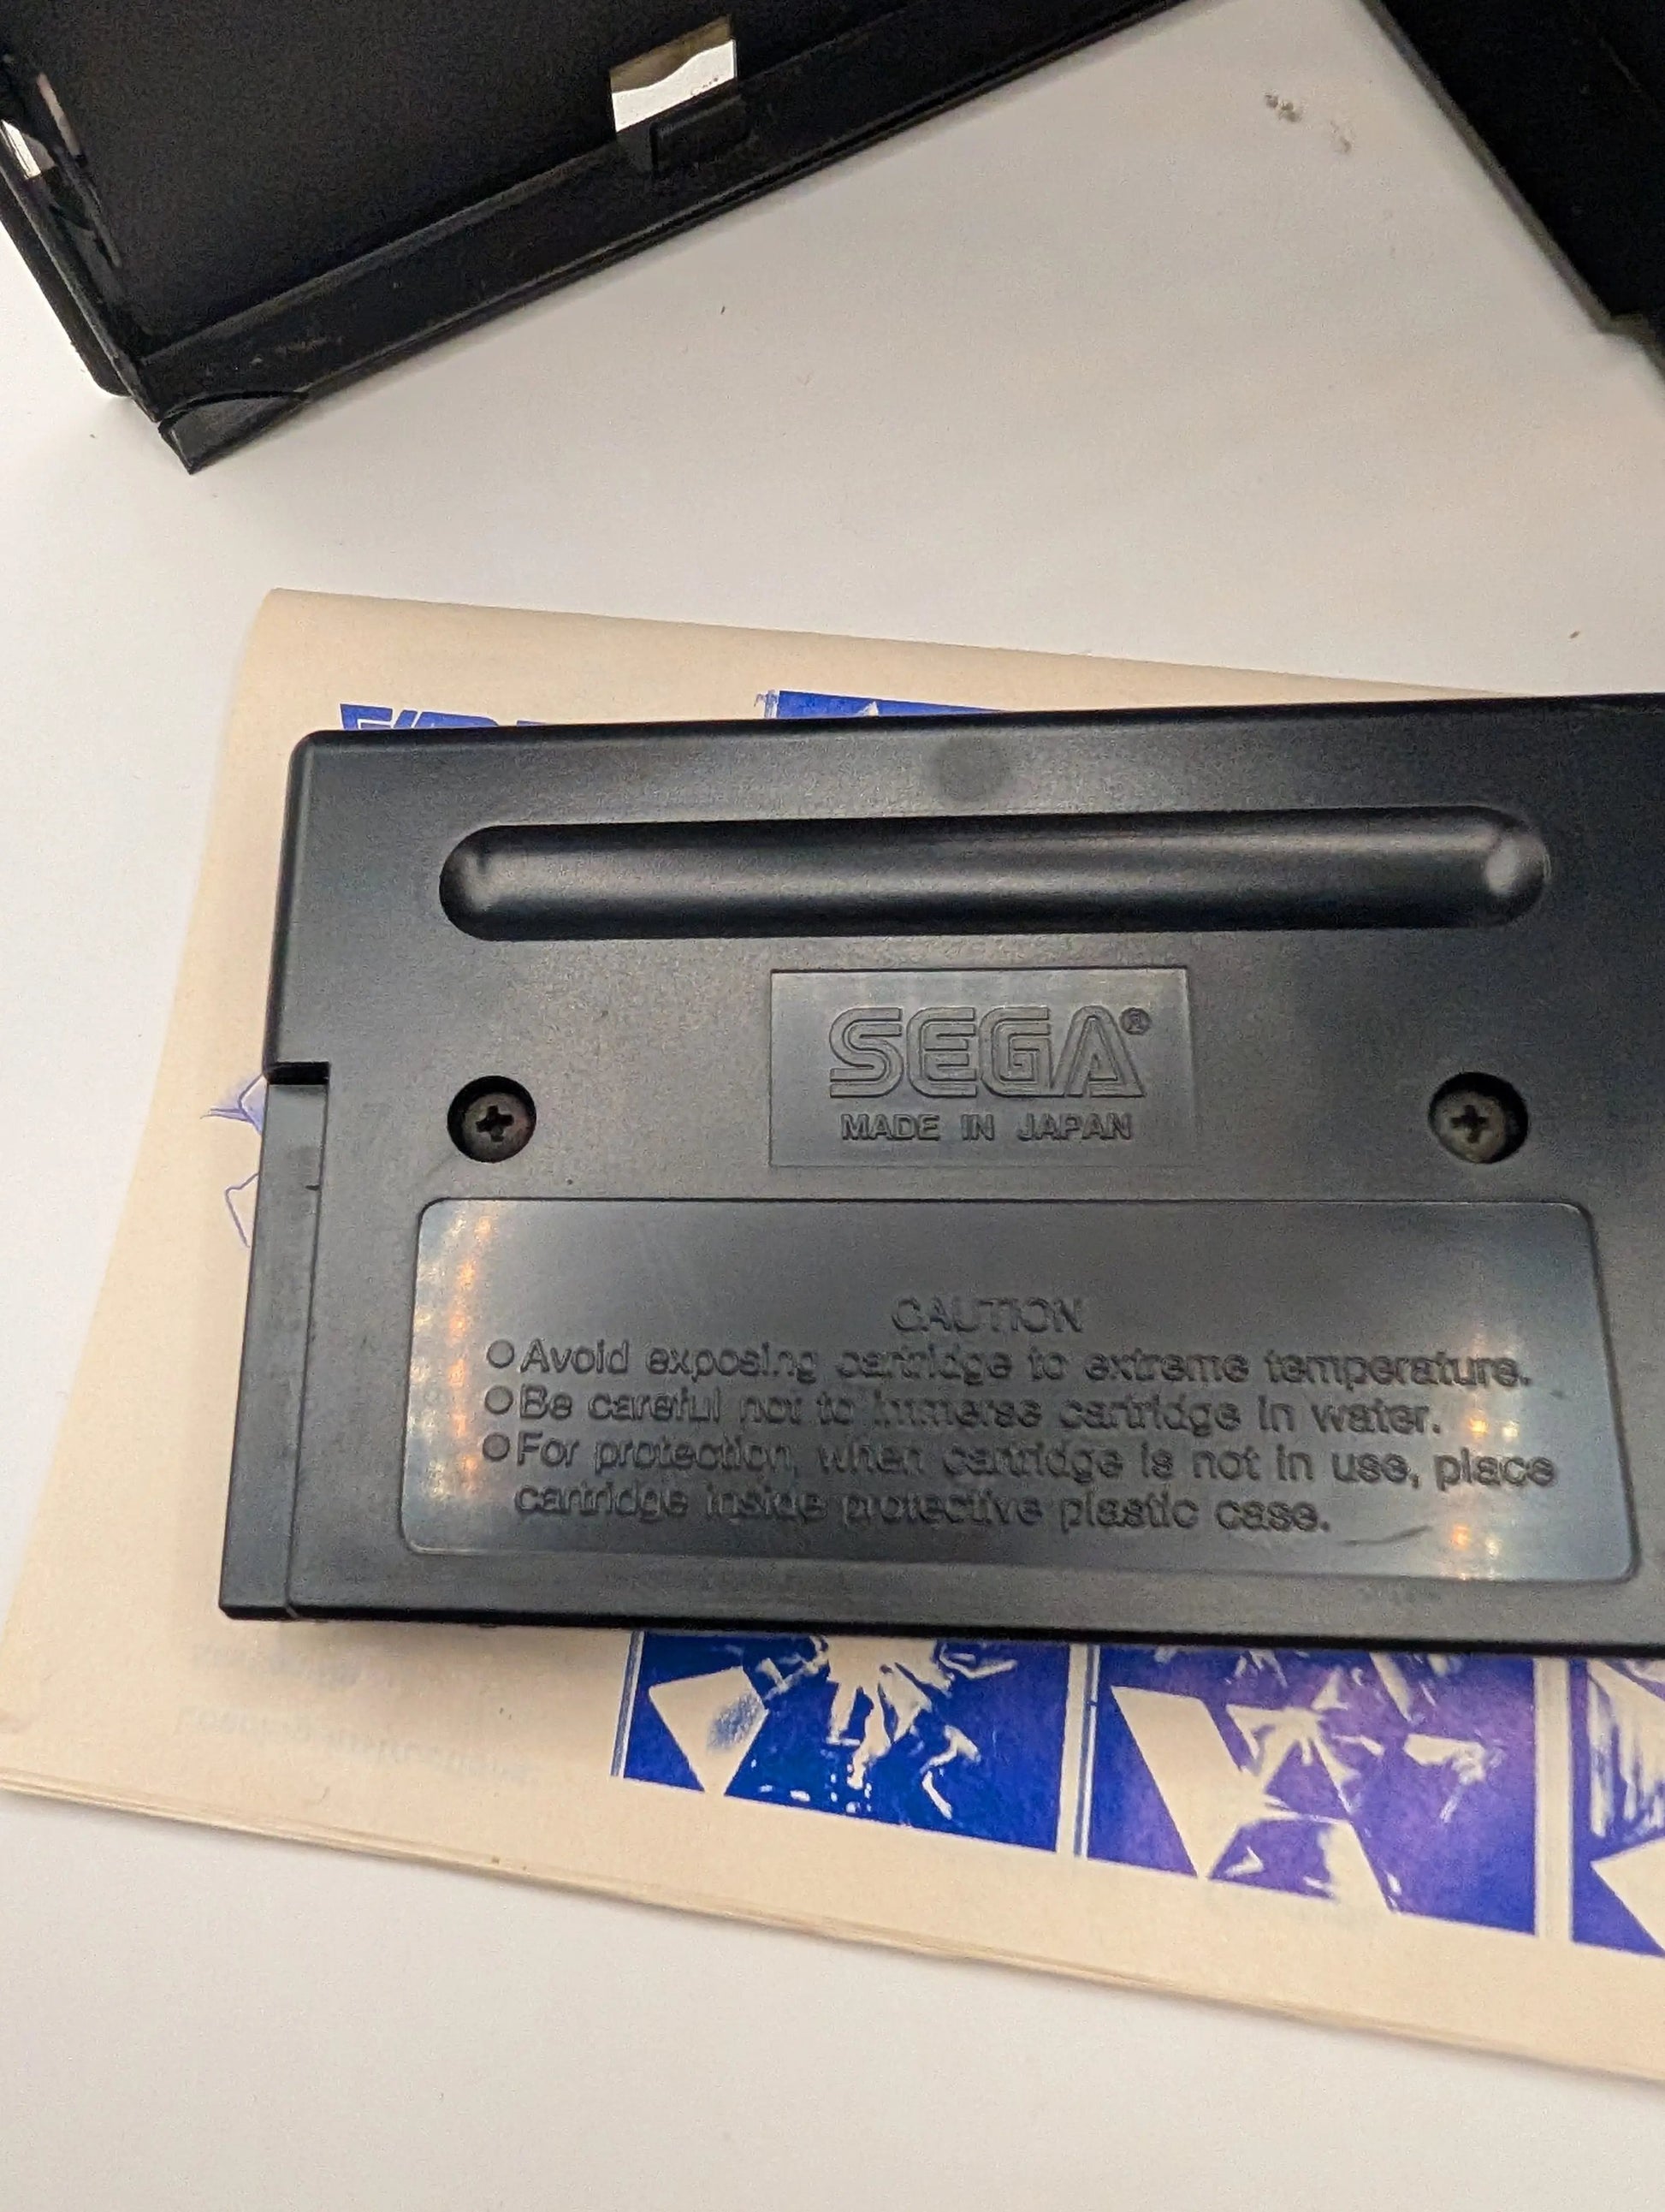 SEGA®
MADE IN JAPAN
CAUTION
●Avoid exposing cartridge to extreme temperature.
●Be careful not to immerse cartridge in water.
●For protection, when cartridge is not in use, place
cartridge inside protective plastic case.